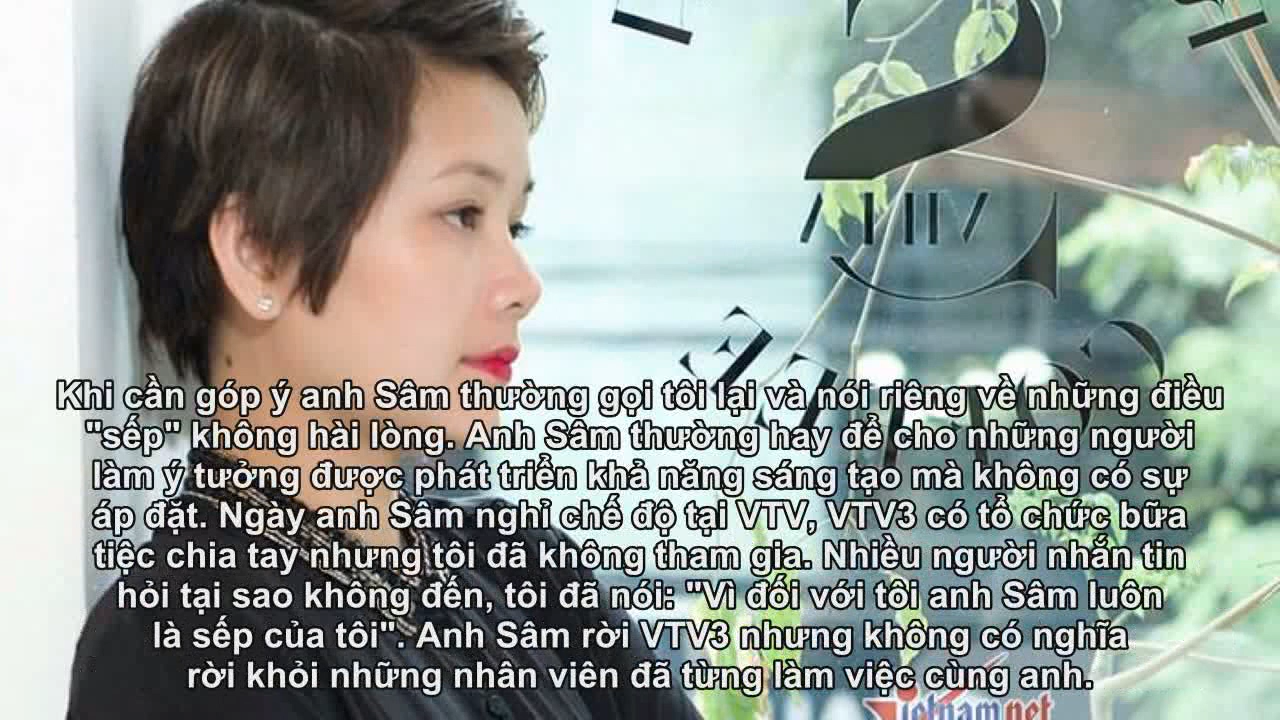 VIII
Khi cần góp ý anh Sâm thường gọi tôi lại và nói riêng về những điều
"sếp" không hài lòng. Anh Sâm thường hay để cho những người
làm ý tưởng được phát triển khả năng sáng tạo mà không có sự
áp đặt. Ngày anh Sâm nghỉ chế độ tại VTV, VTV3 có tổ chức bữa
tiệc chia tay nhưng tôi đã không tham gia. Nhiều người nhắn tin
hỏi tại sao không đến, tôi đã nói: "Vì đối với tôi anh Sâm luôn
là sếp của tôi". Anh Sâm rời VTV3 nhưng không có nghĩa
rời khỏi những nhân viên đã từng làm việc cùng anh.
vietnam.net